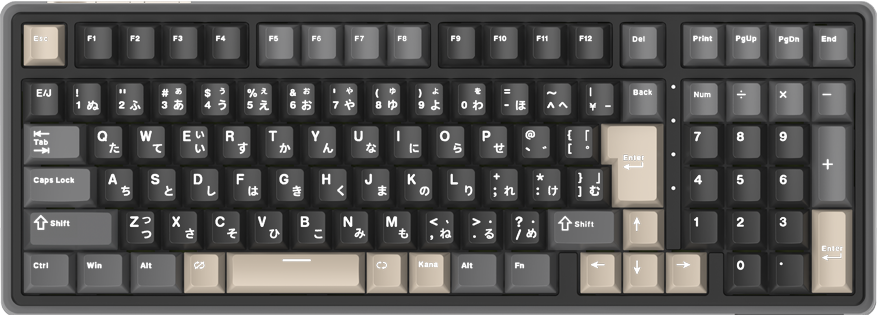 Esc F1 F2 F3 F4 F5 F6 F7 F8 F9 F10 F11 F12 Del Print PgUp PgDn End
E/J ! 1 ぬ " 2 ふ # ぁ 3 あ $ ぅ 4 う % ぇ 5 え & ぉ 6 お ' ゃ 7 や ( ゅ 8 ゆ ) ょ 9 よ を 0 わ = - ほ ~ ^ へ | ¥ - Back Num ÷ × −
Tab Q た W て E ぃ い R す T か Y ん U な I に O ら P せ @ ゛ { 「 [ ゜ Enter 7 8 9 +
Caps Lock A ち S と D し F は G き H く J ま K の L り + ; れ * : け } 」 ] む 4 5 6
Shift Z っ つ X さ C そ V ひ B こ N み M も < 、 , ね > 。 . る ? ・ / め Shift ↑ 1 2 3 Enter
Ctrl Win Alt Kana Alt Fn ← ↓ → 0 .